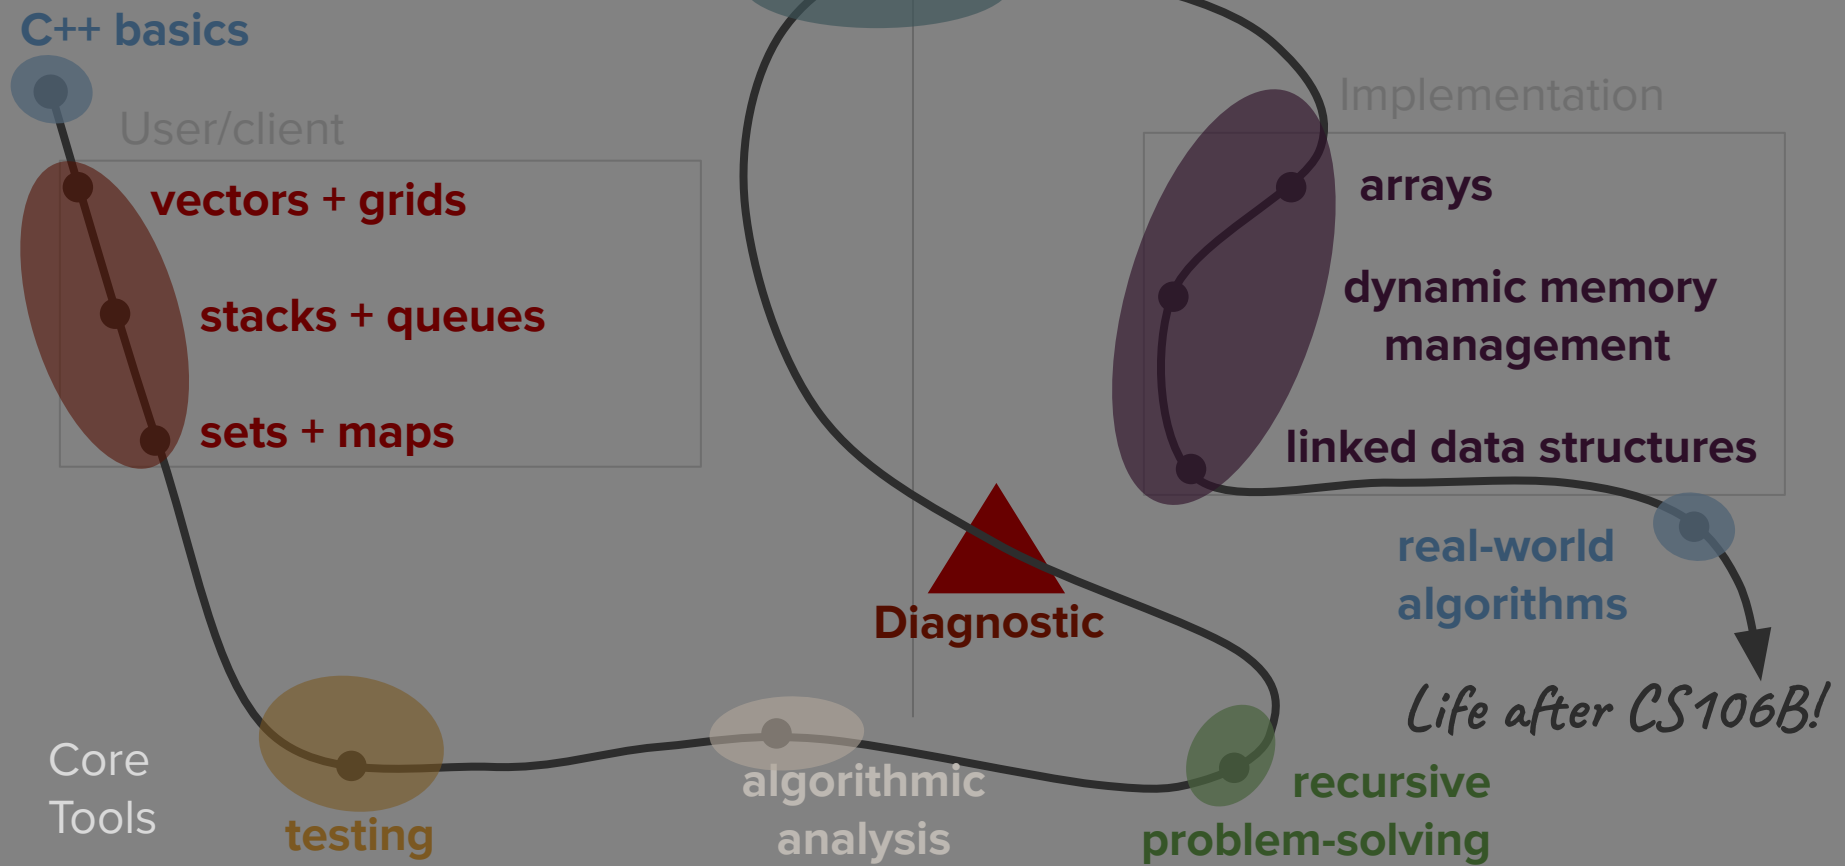 C++ basics
User/client
vectors + grids
stacks + queues
sets + maps
Core
Tools
testing
algorithmic
analysis
Diagnostic
recursive
problem-solving
Implementation
arrays
dynamic memory
management
linked data structures
real-world
algorithms
Life after CS106B!